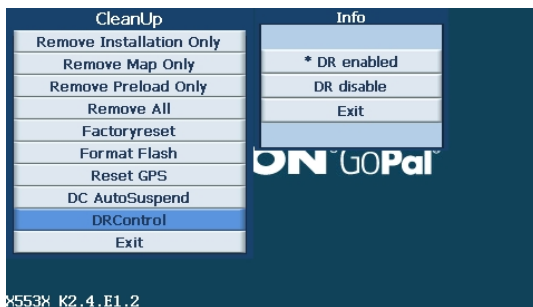 CleanUp
Remove Installation Only
Remove Map Only
Remove Preload Only
Remove All
Factoryreset
Format Flash
Reset GPS
DC AutoSuspend
DRControl
Exit
Info
* DR enabled
DR disable
Exit
ON GOPal
X553X K2.4.E1.2